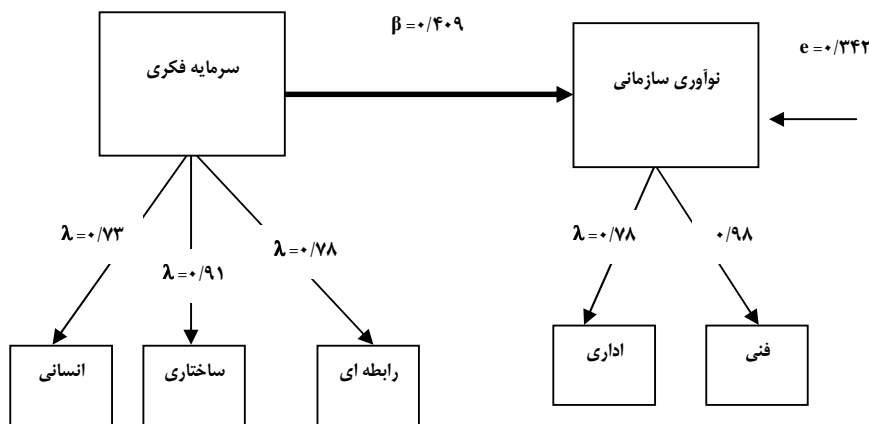 β =۰/۴۰۹
e =۰/۳۴۲
سرمایه فکری
نوآوری سازمانی
λ =۰/۷۳
λ =۰/۹۱
λ =۰/۷۸
λ =۰/۷۸
۰/۹۸
انسانی
ساختاری
رابطه ای
اداری
فنی